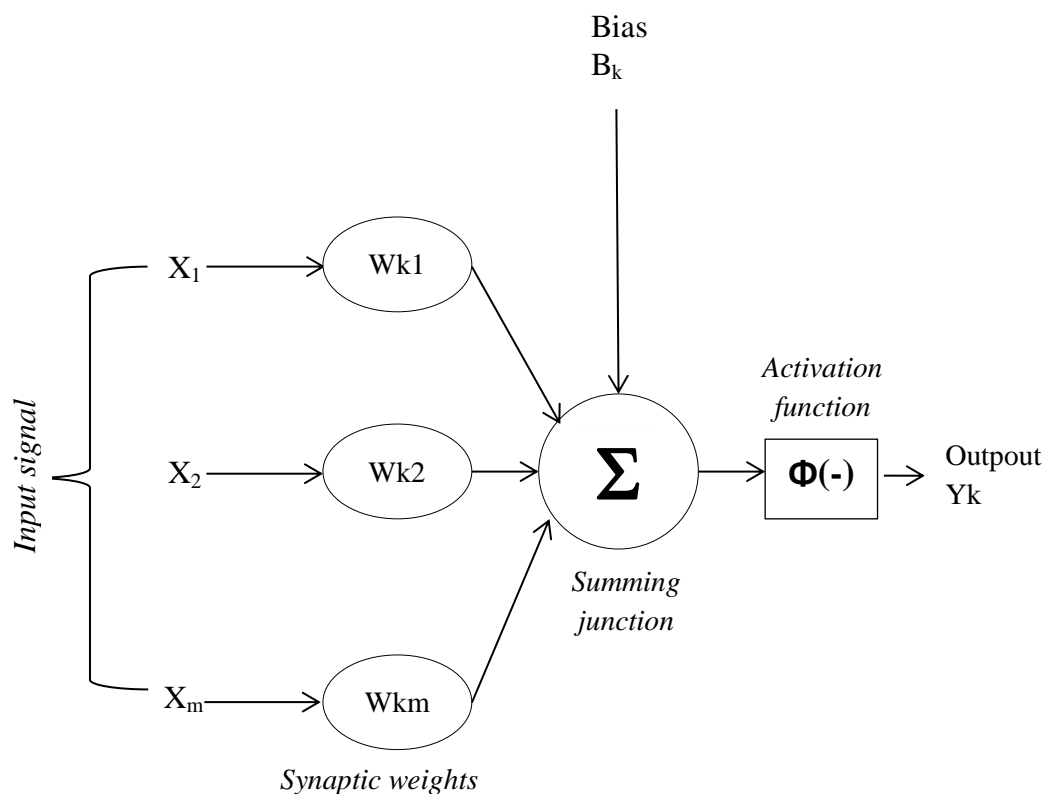 Bias
Bk
X1
Wk1
Input signal
X2
Wk2
Σ
Activation
function
Φ(-)
Outpout
Yk
Summing
junction
Xm
Wkm
Synaptic weights